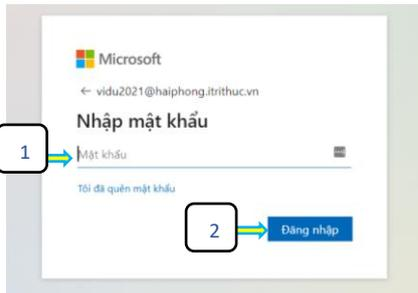 Microsoft
← vidu2021@haiphong.itrithuc.vn
Nhập mật khẩu
1
Mật khẩu
Tôi đã quên mật khẩu
2
Đăng nhập